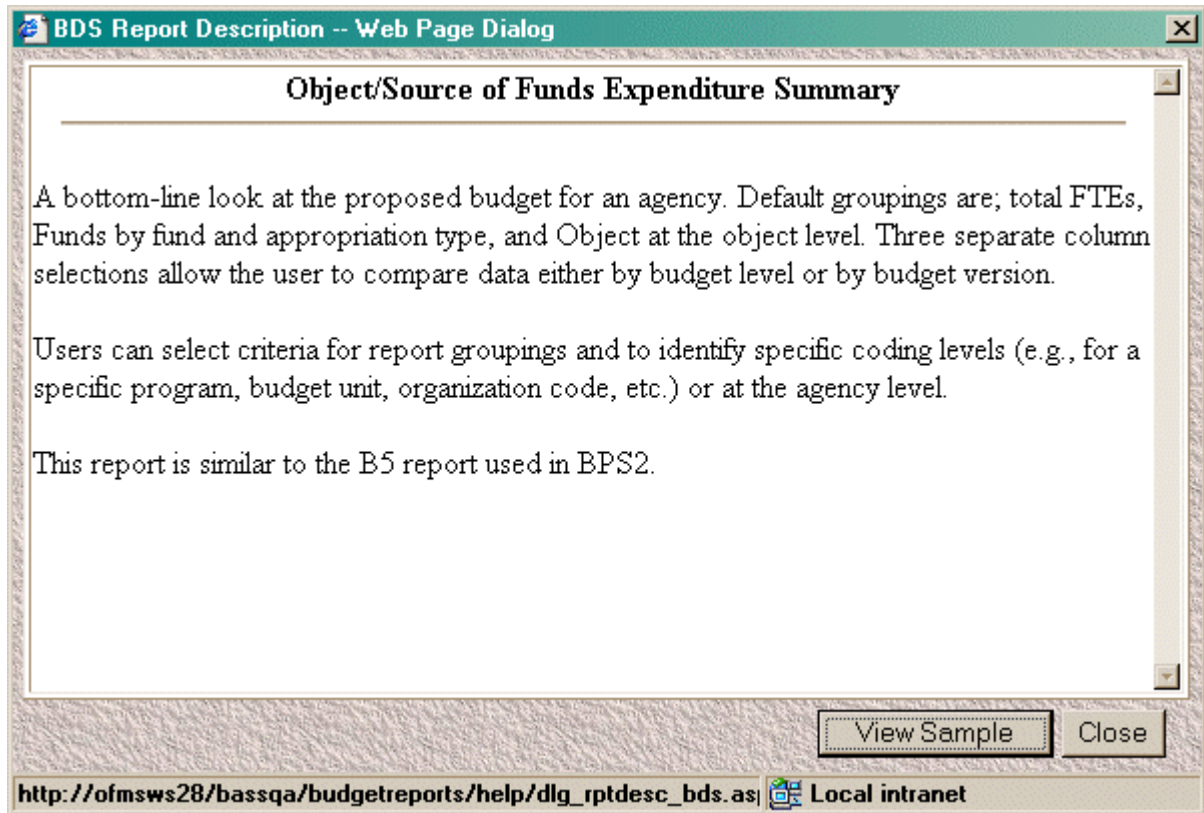 BDS Report Description -- Web Page Dialog
Object/Source of Funds Expenditure Summary
A bottom-line look at the proposed budget for an agency. Default groupings are; total FTEs,
Funds by fund and appropriation type, and Object at the object level. Three separate column
selections allow the user to compare data either by budget level or by budget version.
Users can select criteria for report groupings and to identify specific coding levels (e.g., for a
specific program, budget unit, organization code, etc.) or at the agency level.
This report is similar to the B5 report used in BPS2.
View Sample Close
http://ofmsws28/bassqa/budgetreports/help/dlg_rptdesc_bds.as Local intranet